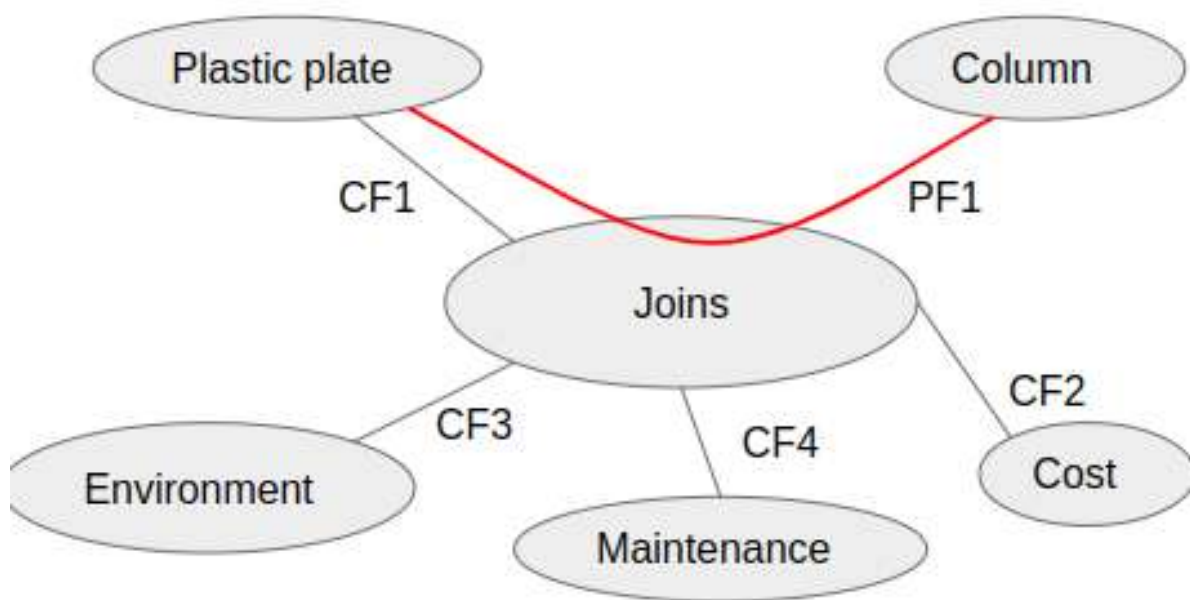 Plastic plate
Column
CF1
PF1
Joins
CF2
CF3
CF4
Environment
Cost
Maintenance